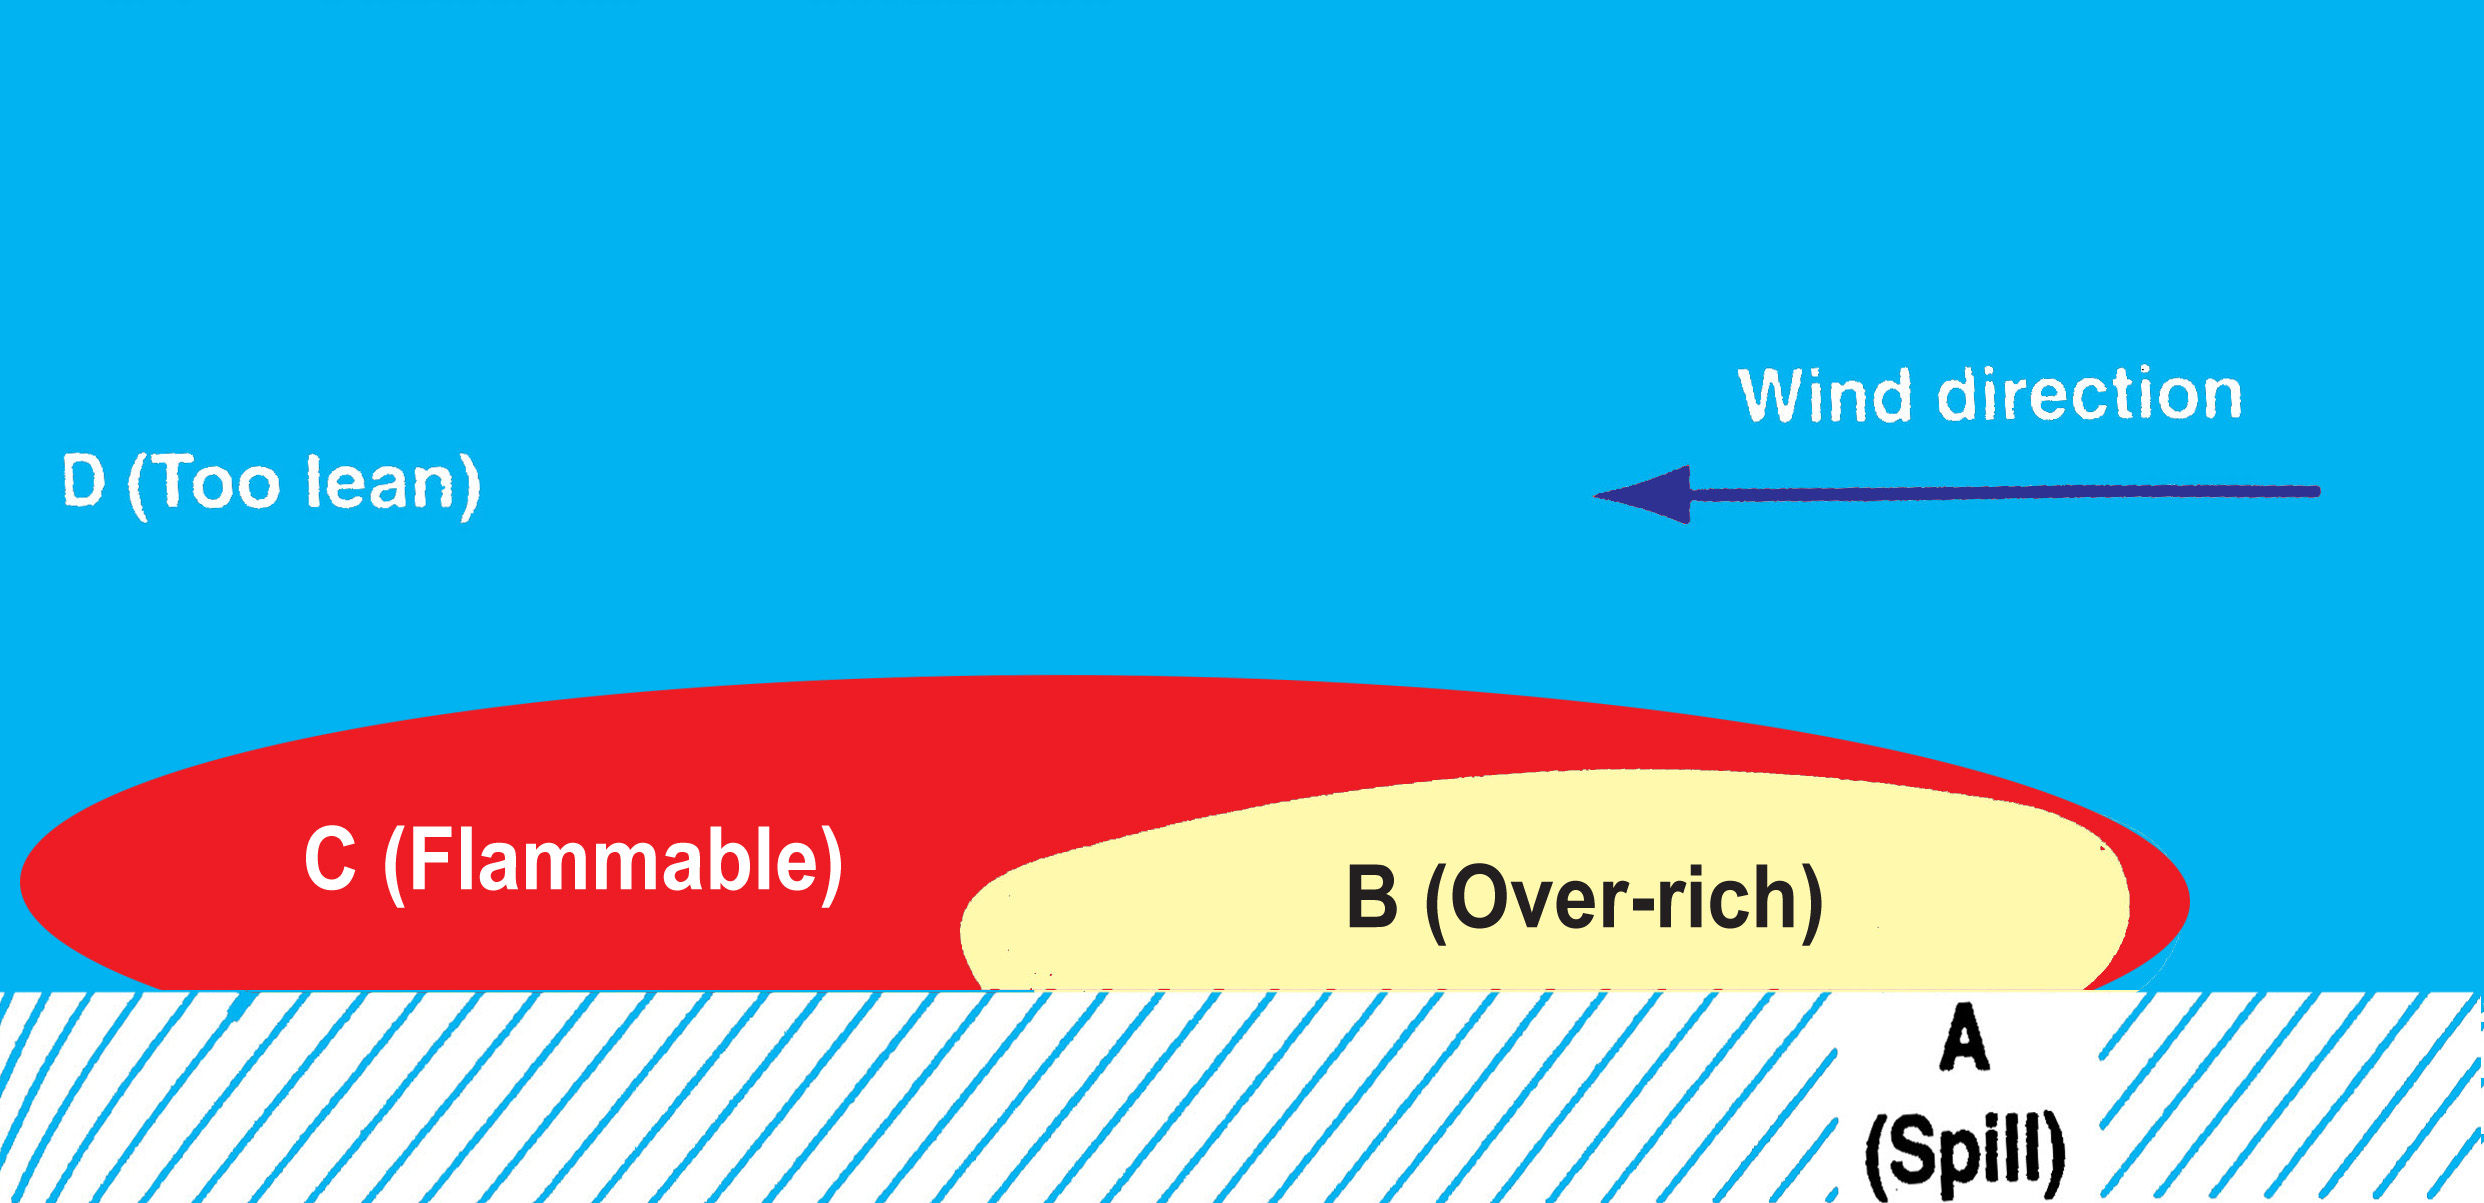 Wind direction
D (Too lean)
C (Flammable)
B (Over-rich)
A
(Spill)